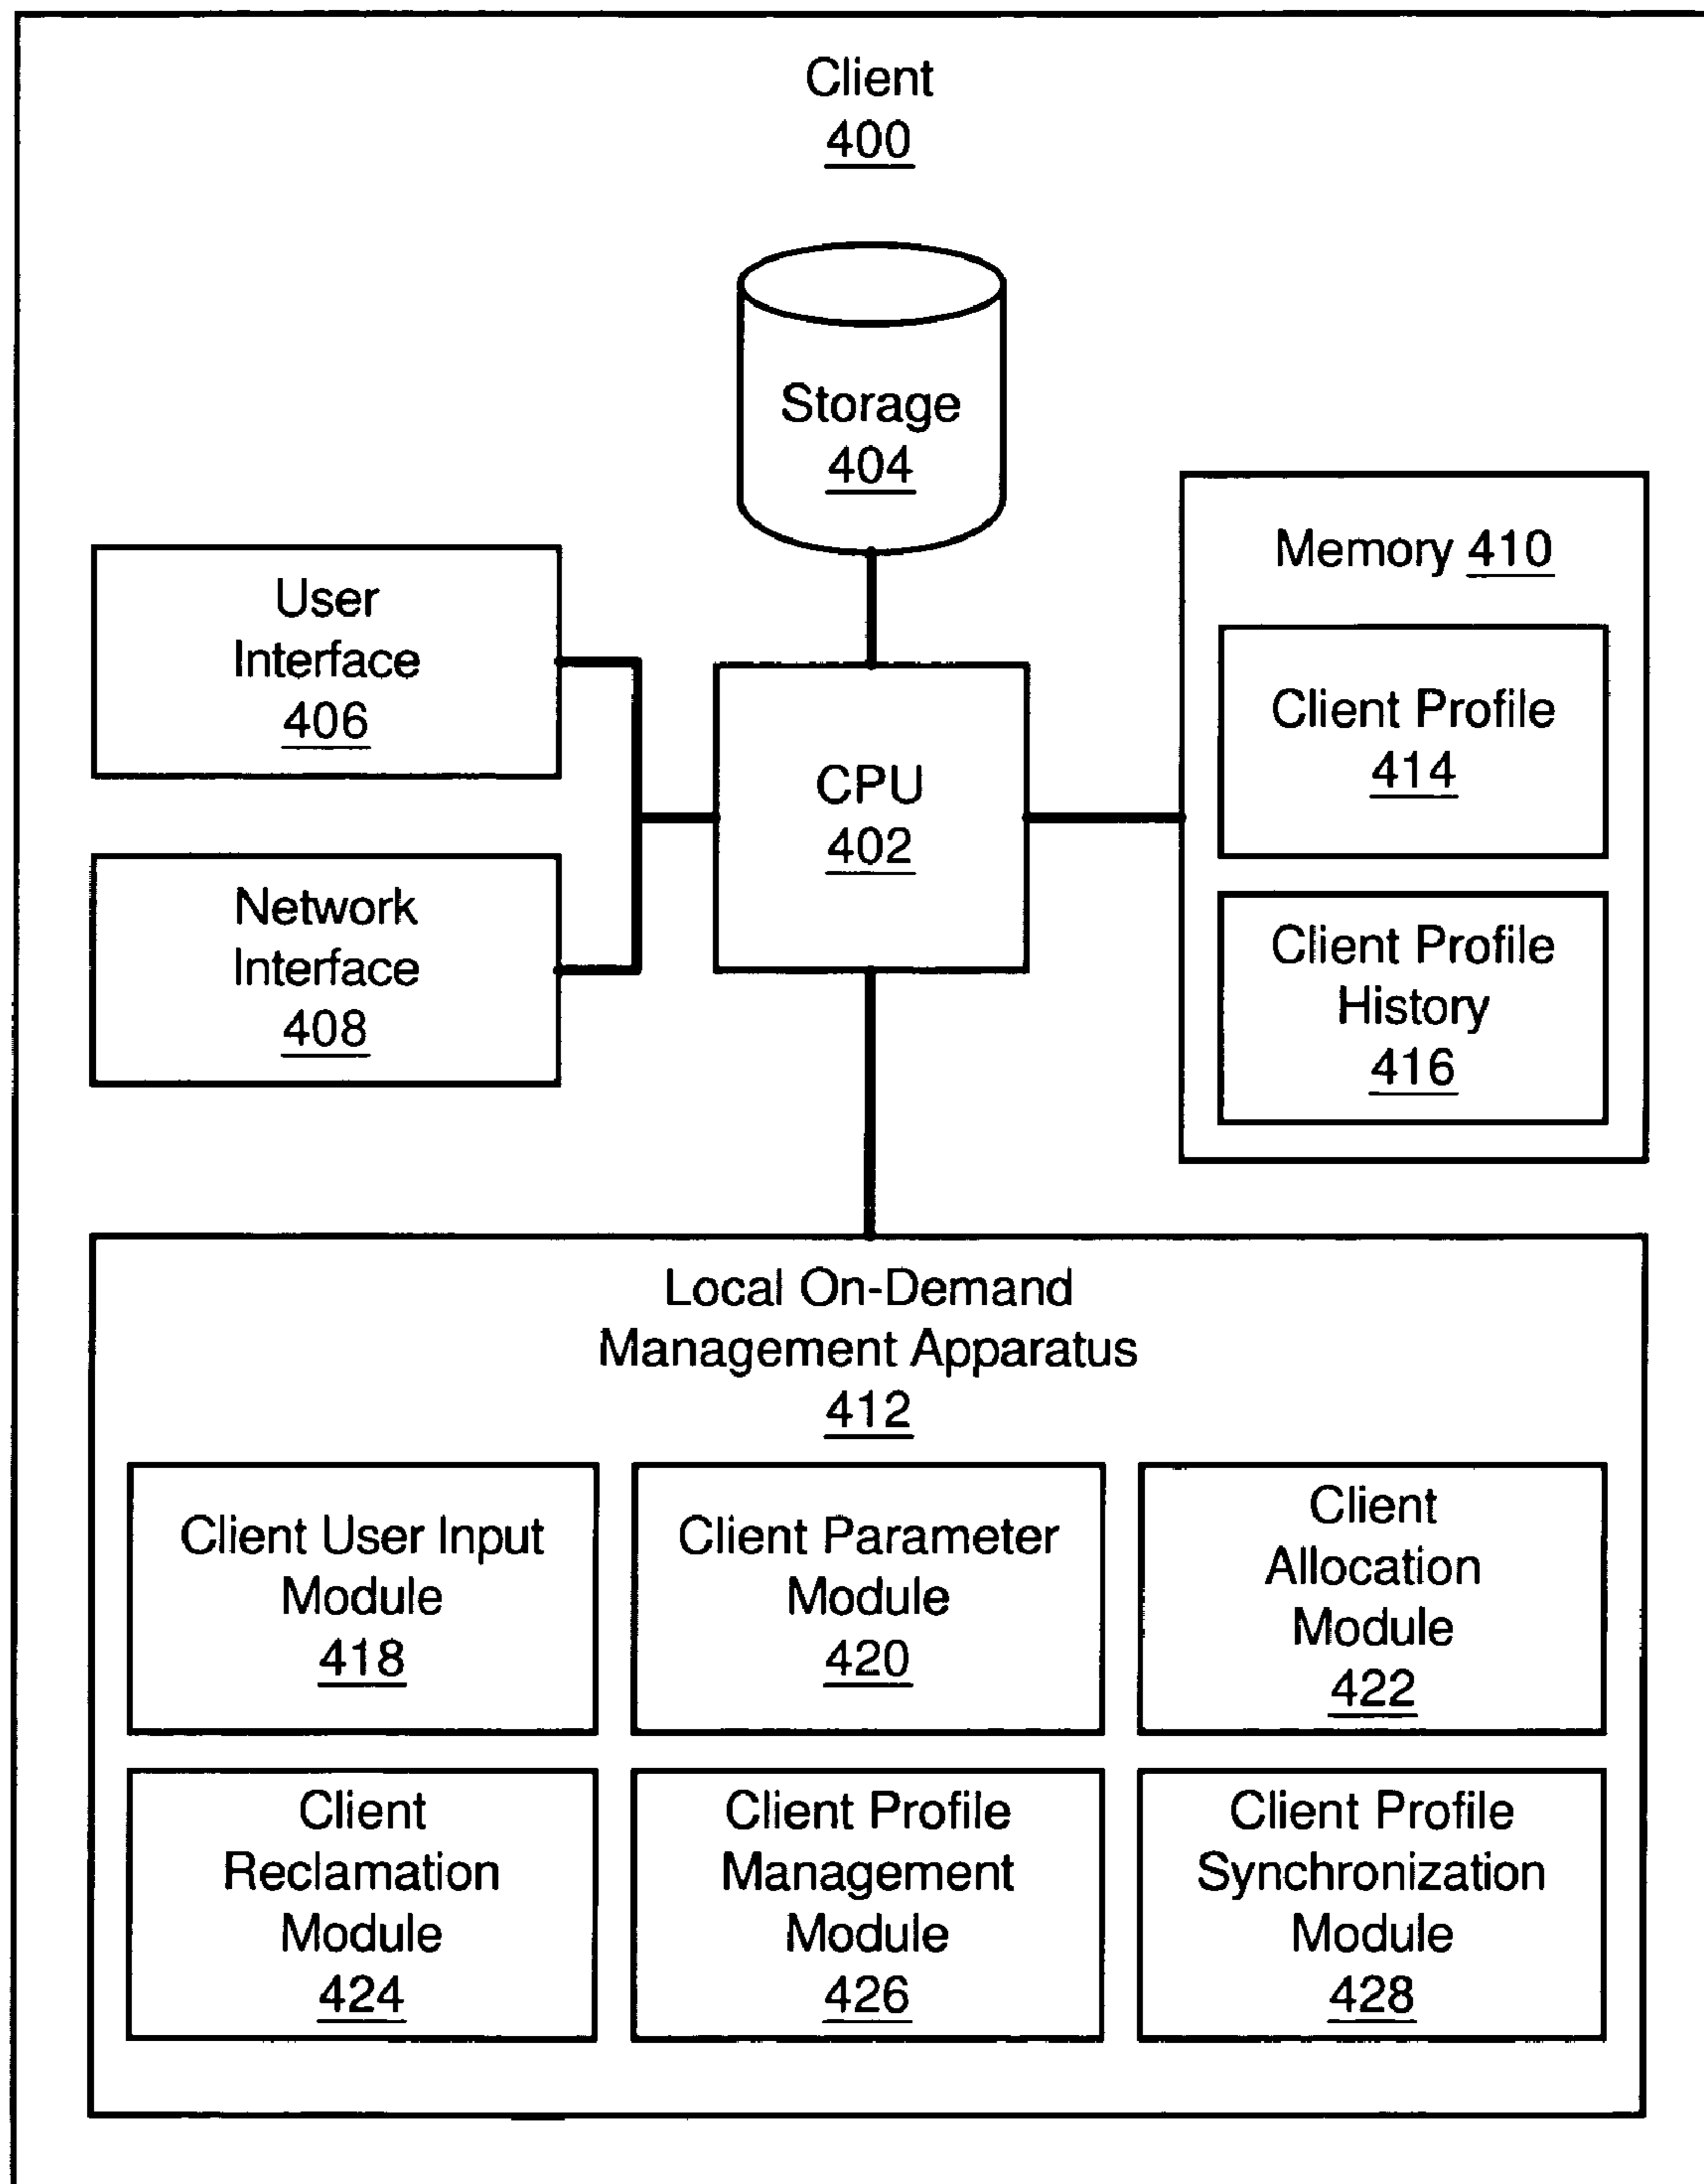 Client
400
Storage
404
User
Interface
406
Network
Interface
408
CPU
402
Memory 410
Client Profile
414
Client Profile
History
416
Local On-Demand
Management Apparatus
412
Client User Input
Module
418
Client Parameter
Module
420
Client
Allocation
Module
422
Client
Reclamation
Module
424
Client Profile
Management
Module
426
Client Profile
Synchronization
Module
428